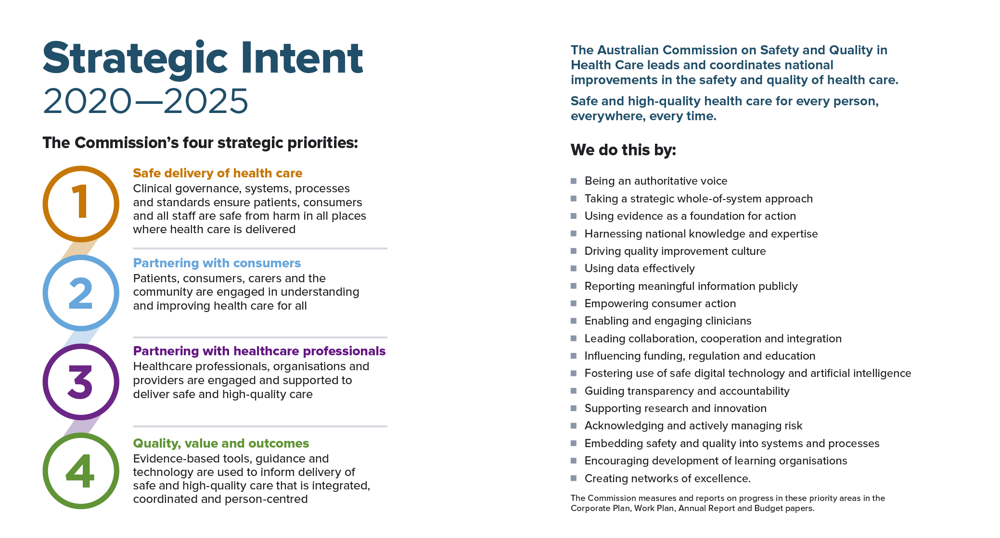 Strategic Intent
2020—2025
The Commission’s four strategic priorities:
1
Safe delivery of health care
Clinical governance, systems, processes
and standards ensure patients, consumers
and all staff are safe from harm in all places
where health care is delivered
2
Partnering with consumers
Patients, consumers, carers and the
community are engaged in understanding
and improving health care for all
3
Partnering with healthcare professionals
Healthcare professionals, organisations and
providers are engaged and supported to
deliver safe and high-quality care
4
Quality, value and outcomes
Evidence-based tools, guidance and
technology are used to inform delivery of
safe and high-quality care that is integrated,
coordinated and person-centred
The Australian Commission on Safety and Quality in
Health Care leads and coordinates national
improvements in the safety and quality of health care.
Safe and high-quality health care for every person,
everywhere, every time.
We do this by:
Being an authoritative voice
Taking a strategic whole-of-system approach
Using evidence as a foundation for action
Harnessing national knowledge and expertise
Driving quality improvement culture
Using data effectively
Reporting meaningful information publicly
Empowering consumer action
Enabling and engaging clinicians
Leading collaboration, cooperation and integration
Influencing funding, regulation and education
Fostering use of safe digital technology and artificial intelligence
Guiding transparency and accountability
Supporting research and innovation
Acknowledging and actively managing risk
Embedding safety and quality into systems and processes
Encouraging development of learning organisations
Creating networks of excellence.
The Commission measures and reports on progress in these priority areas in the
Corporate Plan, Work Plan, Annual Report and Budget papers.